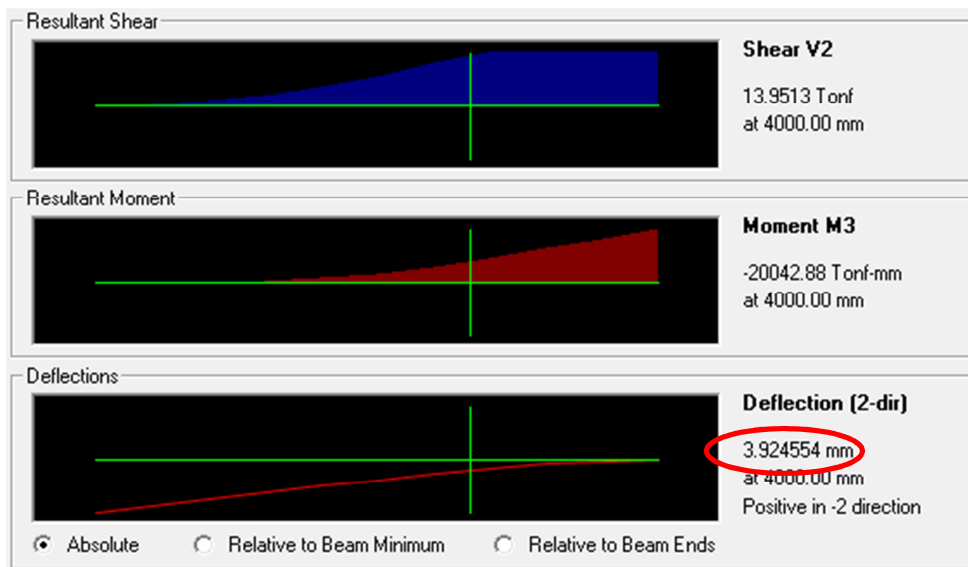 Resultant Shear
Shear V2
13.9513 Tonf
at 4000.00 mm
Resultant Moment
Moment M3
-20042.88 Tonf-mm
at 4000.00 mm
Deflections
Deflection (2-dir)
3.924554 mm
at 4000.00 mm
Positive in -2 direction
Absolute
Relative to Beam Minimum
Relative to Beam Ends